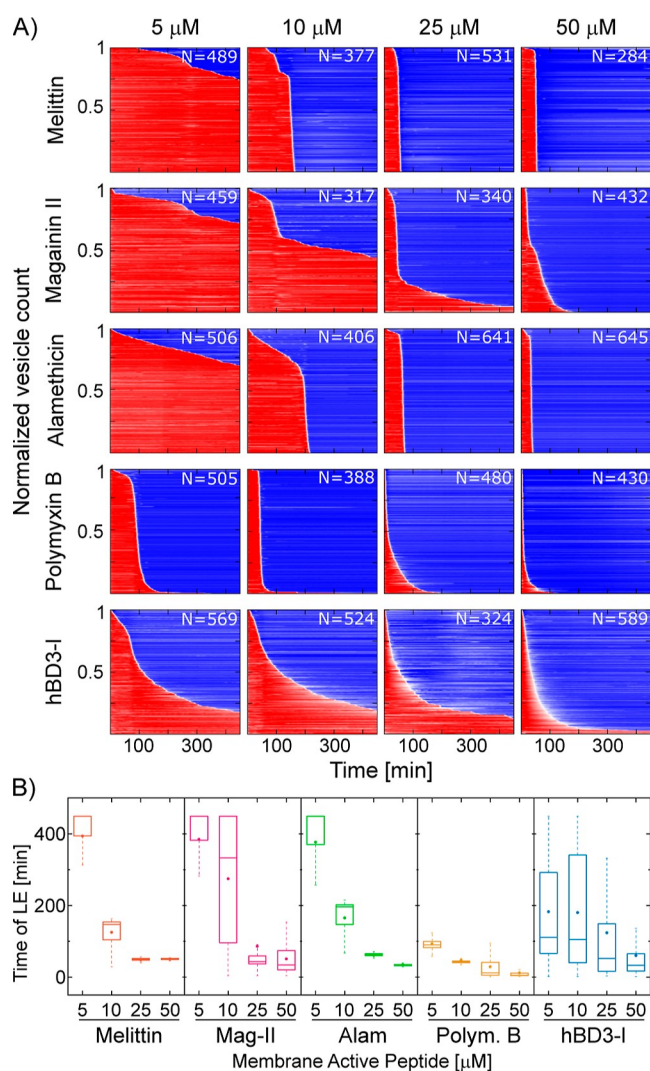 A)
5 μM 10 μM 25 μM 50 μM
Melittin
1
0.5
N=489 N=377 N=531 N=284
Magainin II
1
0.5
N=459 N=317 N=340 N=432
Alamethicin
1
0.5
N=506 N=406 N=641 N=645
Polymyxin B
1
0.5
N=505 N=388 N=480 N=430
hBD3-I
1
0.5
N=569 N=524 N=324 N=589
Normalized vesicle count
100 300 100 300 100 300 100 300
Time [min]
B)
Time of LE [min]
400
200
0
5 10 25 50 5 10 25 50 5 10 25 50 5 10 25 50 5 10 25 50
Melittin Mag-II Alam Polym. B hBD3-I
Membrane Active Peptide [μM]